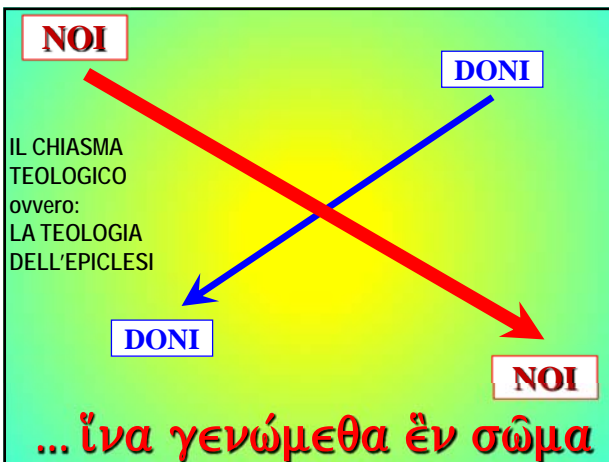 NOI
DONI
IL CHIASMA
TEOLOGICO
ovvero:
LA TEOLOGIA
DELL'EPICLESI
DONI
NOI
... ἵνα γενώμεθα ἓν σῶμα